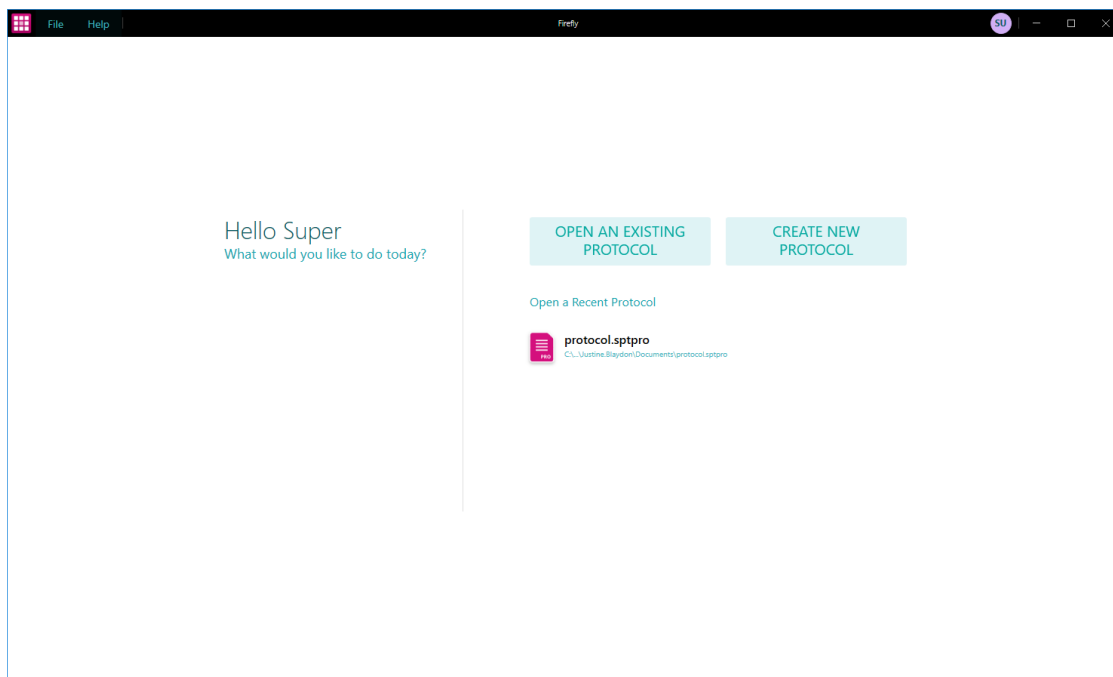 File Help
Firefly
SU
Hello Super
What would you like to do today?
OPEN AN EXISTING
PROTOCOL
CREATE NEW
PROTOCOL
Open a Recent Protocol
protocol.sptpro
PRO
C:\...\Justine.Blaydon\Documents\protocol.sptpro